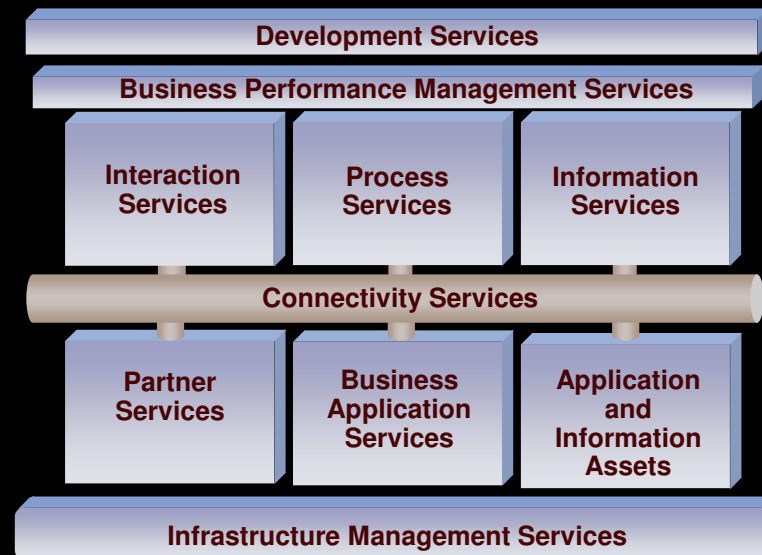 Development Services
Business Performance Management Services
Interaction
Services
Process
Services
Information
Services
Connectivity Services
Partner
Services
Business
Application
Services
Application
and
Information
Assets
Infrastructure Management Services